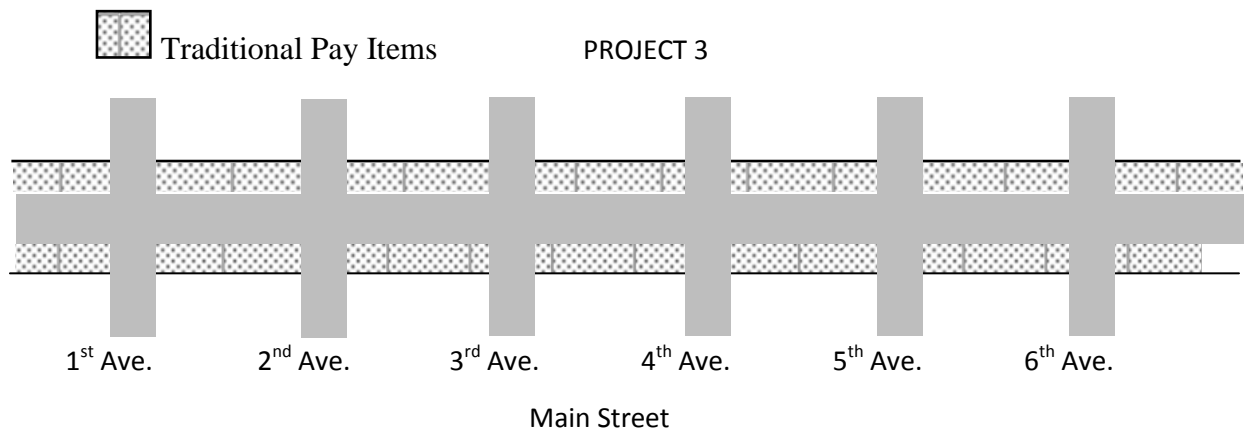 Traditional Pay Items PROJECT 3
1st Ave. 2nd Ave. 3rd Ave. 4th Ave. 5th Ave. 6th Ave.
Main Street